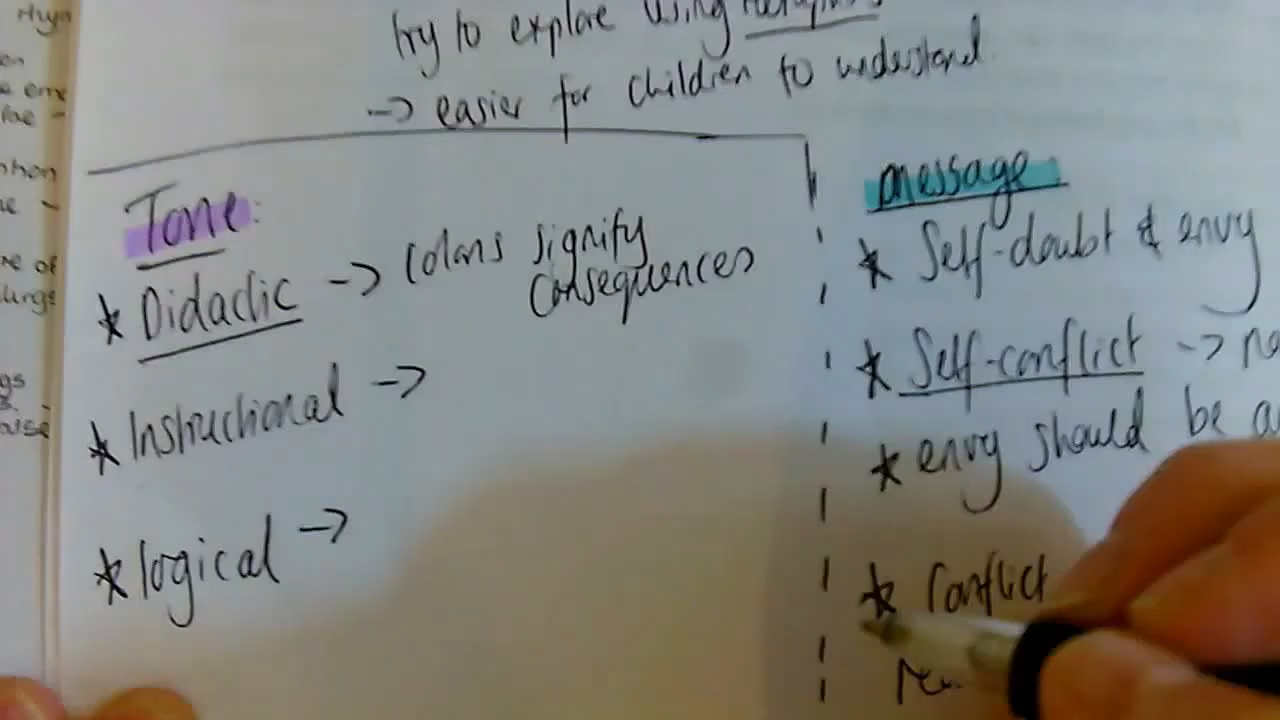 try to explore using
-> easier for children to understand.
Tone:
* Didactic -> colons signify
consequences
* Instructional ->
* logical ->
message
* Self-doubt & envy
* Self-conflict ->
* envy should be
* Conflict